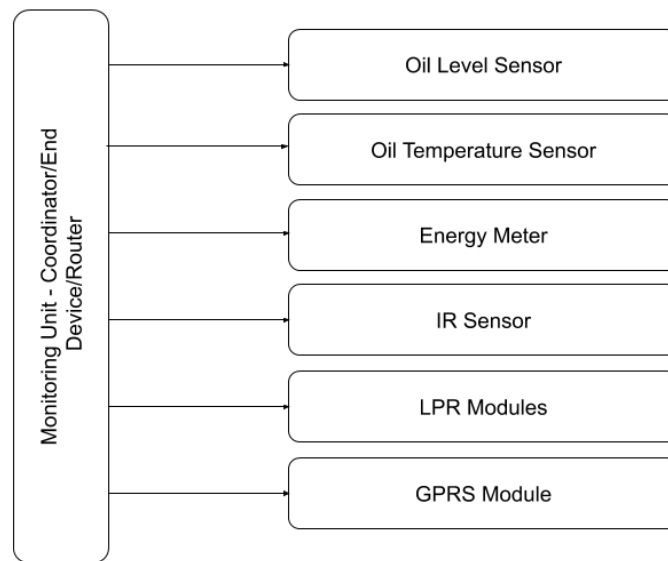 Monitoring Unit - Coordinator/End
Device/Router
Oil Level Sensor
Oil Temperature Sensor
Energy Meter
IR Sensor
LPR Modules
GPRS Module